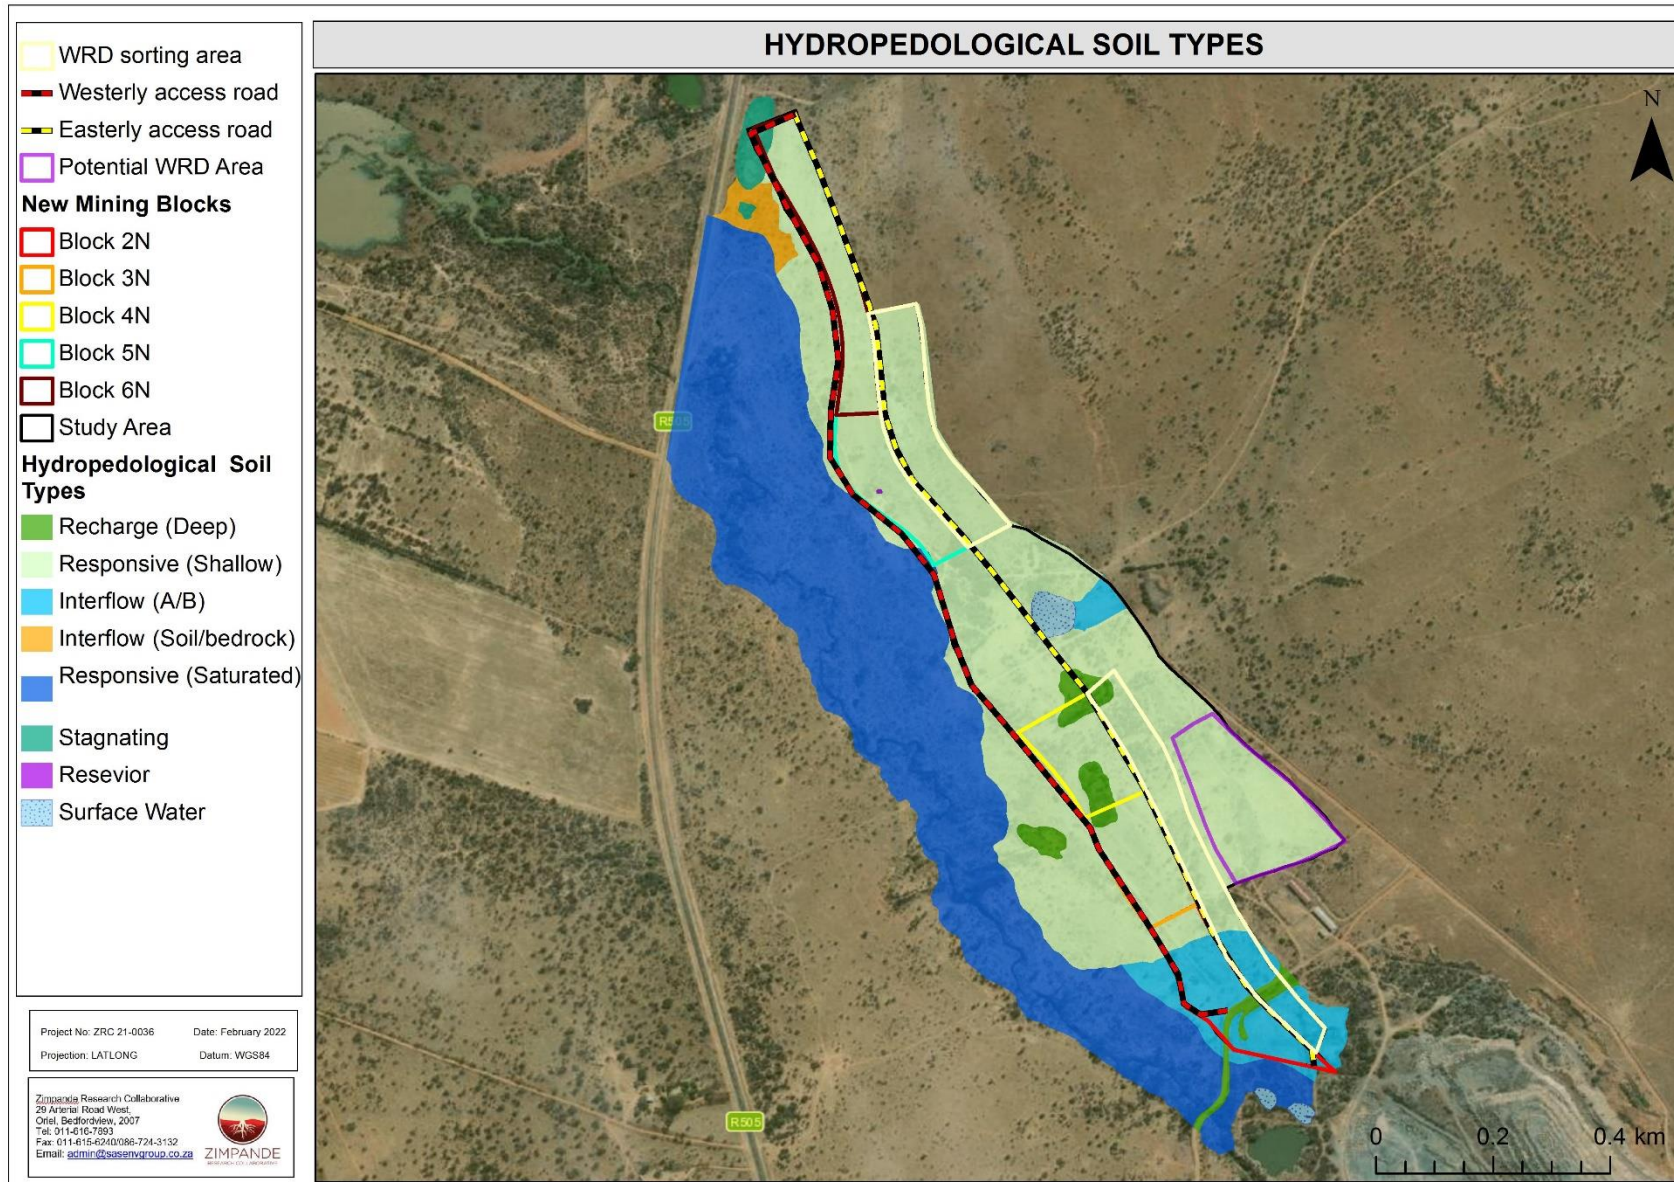 HYDROPEDOLOGICAL SOIL TYPES
WRD sorting area
Westerly access road
Easterly access road
Potential WRD Area
New Mining Blocks
Block 2N
Block 3N
Block 4N
Block 5N
Block 6N
Study Area
Hydropedological Soil
Types
Recharge (Deep)
Responsive (Shallow)
Interflow (A/B)
Interflow (Soil/bedrock)
Responsive (Saturated)
Stagnating
Resevior
Surface Water
N
R505
R505
0 0.2 0.4 km
Project No: ZRC 21-0036 Date: February 2022
Projection: LATLONG Datum: WGS84
Zimpande Research Collaborative
29 Arterial Road West,
Oriel, Bedfordview, 2007
Tel: 011-616-7893
Fax: 011-615-6240/086-724-3132
Email: admin@sasenvgroup.co.za
ZIMPANDE
RESEARCH COLLABORATIVE